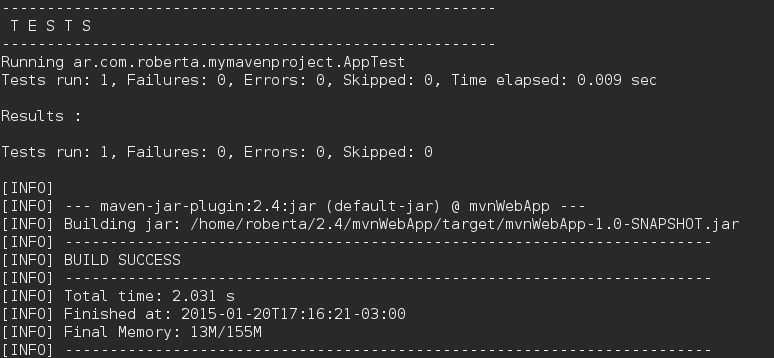 -------------------------------------------------------
 T E S T S
-------------------------------------------------------
Running ar.com.roberta.mymavenproject.AppTest
Tests run: 1, Failures: 0, Errors: 0, Skipped: 0, Time elapsed: 0.009 sec

Results :

Tests run: 1, Failures: 0, Errors: 0, Skipped: 0

[INFO]
[INFO] --- maven-jar-plugin:2.4:jar (default-jar) @ mvnWebApp ---
[INFO] Building jar: /home/roberta/2.4/mvnWebApp/target/mvnWebApp-1.0-SNAPSHOT.jar
[INFO] ------------------------------------------------------------------------
[INFO] BUILD SUCCESS
[INFO] ------------------------------------------------------------------------
[INFO] Total time: 2.031 s
[INFO] Finished at: 2015-01-20T17:16:21-03:00
[INFO] Final Memory: 13M/155M
[INFO] ------------------------------------------------------------------------